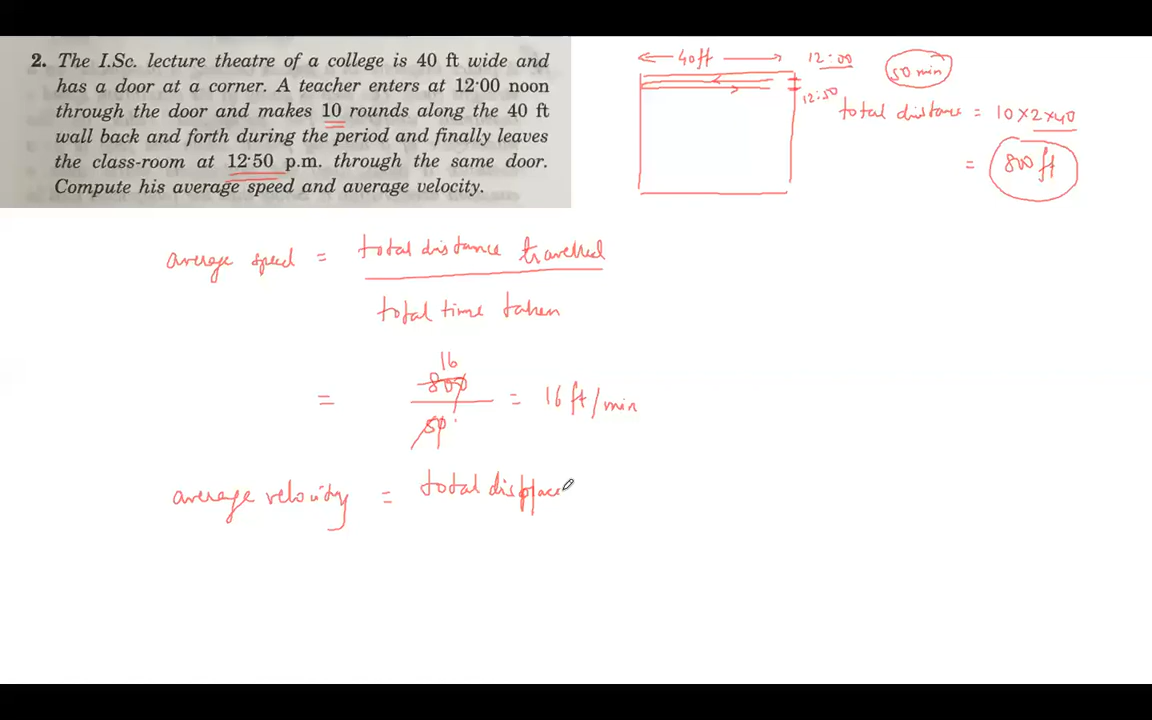 2. The I.Sc. lecture theatre of a college is 40 ft wide and
has a door at a corner. A teacher enters at 12·00 noon
through the door and makes 10 rounds along the 40 ft
wall back and forth during the period and finally leaves
the class-room at 12·50 p.m. through the same door.
Compute his average speed and average velocity.
40ft
12:00
50 min
12:50
total distance = 10×2×40
= 800 ft
average speed = total distance travelled
total time taken
16
= 800
50
= 16 ft/min
average velocity = total displace